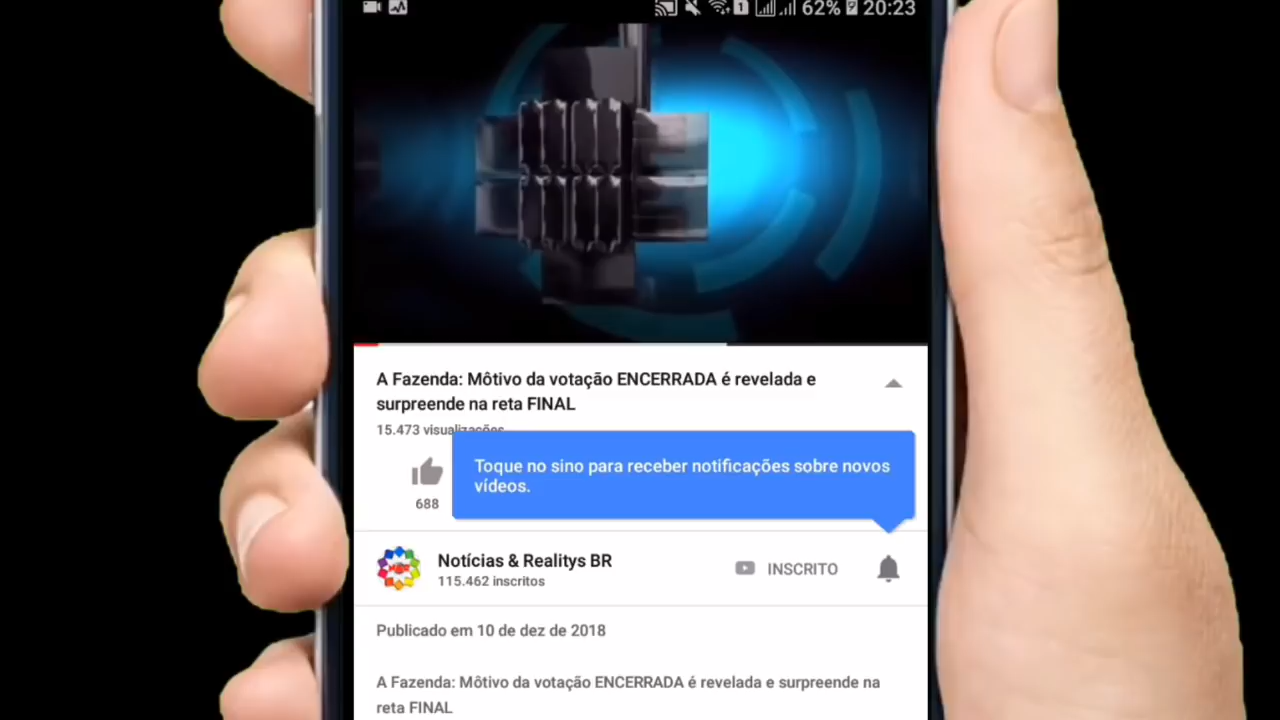 1 62% 20:23
A Fazenda: Môtivo da votação ENCERRADA é revelada e
surpreende na reta FINAL
15.473 visualizações
Toque no sino para receber notificações sobre novos
vídeos.
688
Notícias & Realitys BR
115.462 inscritos
INSCRITO
Publicado em 10 de dez de 2018
A Fazenda: Môtivo da votação ENCERRADA é revelada e surpreende na
reta FINAL